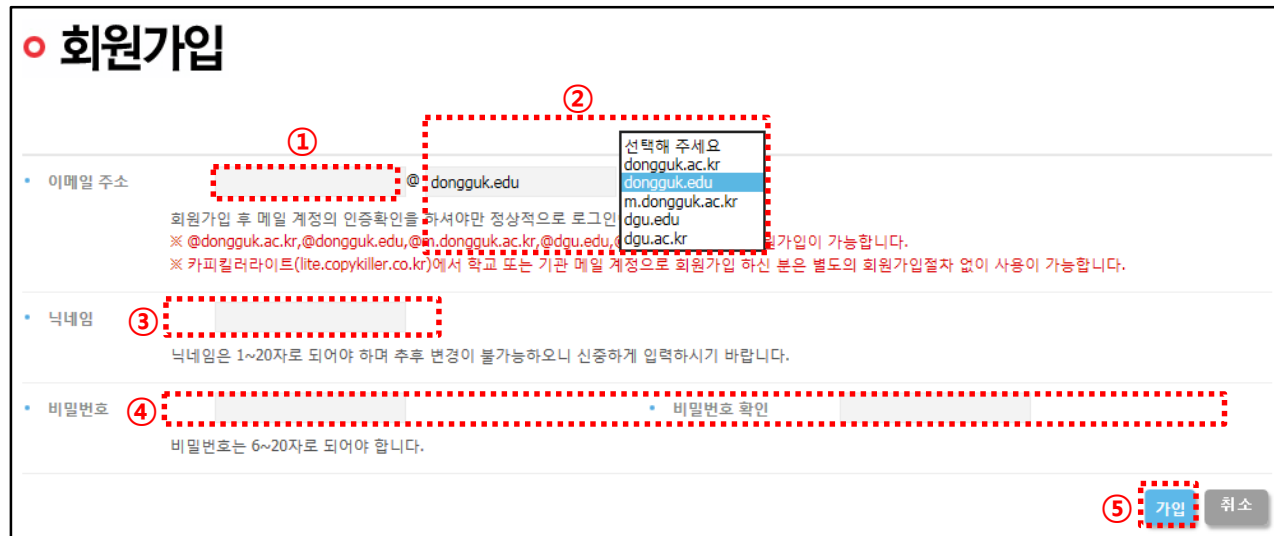 회원가입
②
①
선택해 주세요
dongguk.ac.kr
dongguk.edu
m.dongguk.ac.kr
dgu.edu
dgu.ac.kr
이메일 주소 @ dongguk.edu
회원가입 후 메일 계정의 인증확인을 하셔야만 정상적으로 로그인
※ @dongguk.ac.kr,@dongguk.edu,@m.dongguk.ac.kr,@dgu.edu, 가입이 가능합니다.
※ 카피킬러라이트(lite.copykiller.co.kr)에서 학교 또는 기관 메일 계정으로 회원가입 하신 분은 별도의 회원가입절차 없이 사용이 가능합니다.
닉네임 ③
닉네임은 1~20자로 되어야 하며 추후 변경이 불가능하오니 신중하게 입력하시기 바랍니다.
비밀번호 ④ 비밀번호 확인
비밀번호는 6~20자로 되어야 합니다.
⑤ 가입 취소